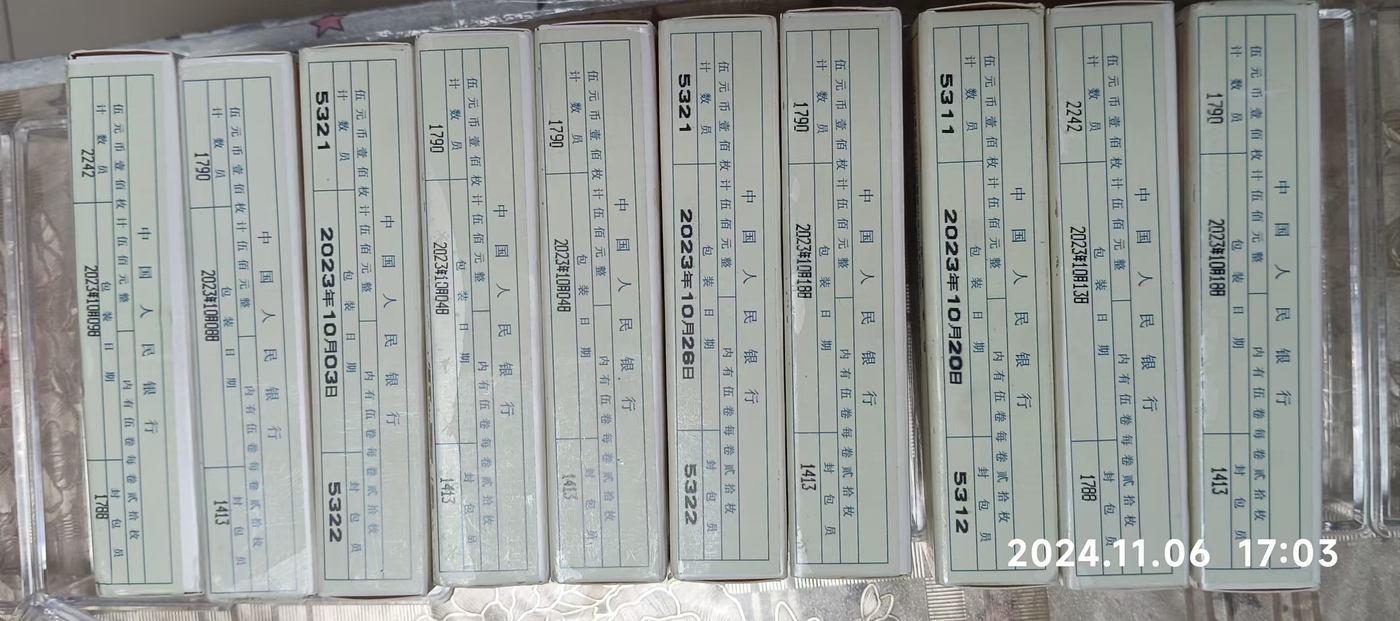 中国人民银行
伍元币壹佰枚计伍佰元整 内有伍卷每卷贰拾枚
计数员 包装日期 封包员
2242 2023年10月09日 1788
中国人民银行
伍元币壹佰枚计伍佰元整 内有伍卷每卷贰拾枚
计数员 包装日期 封包员
1790 2023年10月08日 1413
中国人民银行
伍元币壹佰枚计伍佰元整 内有伍卷每卷贰拾枚
计数员 包装日期 封包员
5321 2023年10月03日 5322
中国人民银行
伍元币壹佰枚计伍佰元整 内有伍卷每卷贰拾枚
计数员 包装日期 封包员
1790 2023年10月04日 1413
中国人民银行
伍元币壹佰枚计伍佰元整 内有伍卷每卷贰拾枚
计数员 包装日期 封包员
1790 2023年10月04日 1413
中国人民银行
伍元币壹佰枚计伍佰元整 内有伍卷每卷贰拾枚
计数员 包装日期 封包员
5321 2023年10月26日 5322
中国人民银行
伍元币壹佰枚计伍佰元整 内有伍卷每卷贰拾枚
计数员 包装日期 封包员
1790 2023年10月18日 1413
中国人民银行
伍元币壹佰枚计伍佰元整 内有伍卷每卷贰拾枚
计数员 包装日期 封包员
5311 2023年10月20日 5312
中国人民银行
伍元币壹佰枚计伍佰元整 内有伍卷每卷贰拾枚
计数员 包装日期 封包员
2242 2023年10月13日 1788
中国人民银行
伍元币壹佰枚计伍佰元整 内有伍卷每卷贰拾枚
计数员 包装日期 封包员
1790 2023年10月18日 1413
2024.11.06 17:03